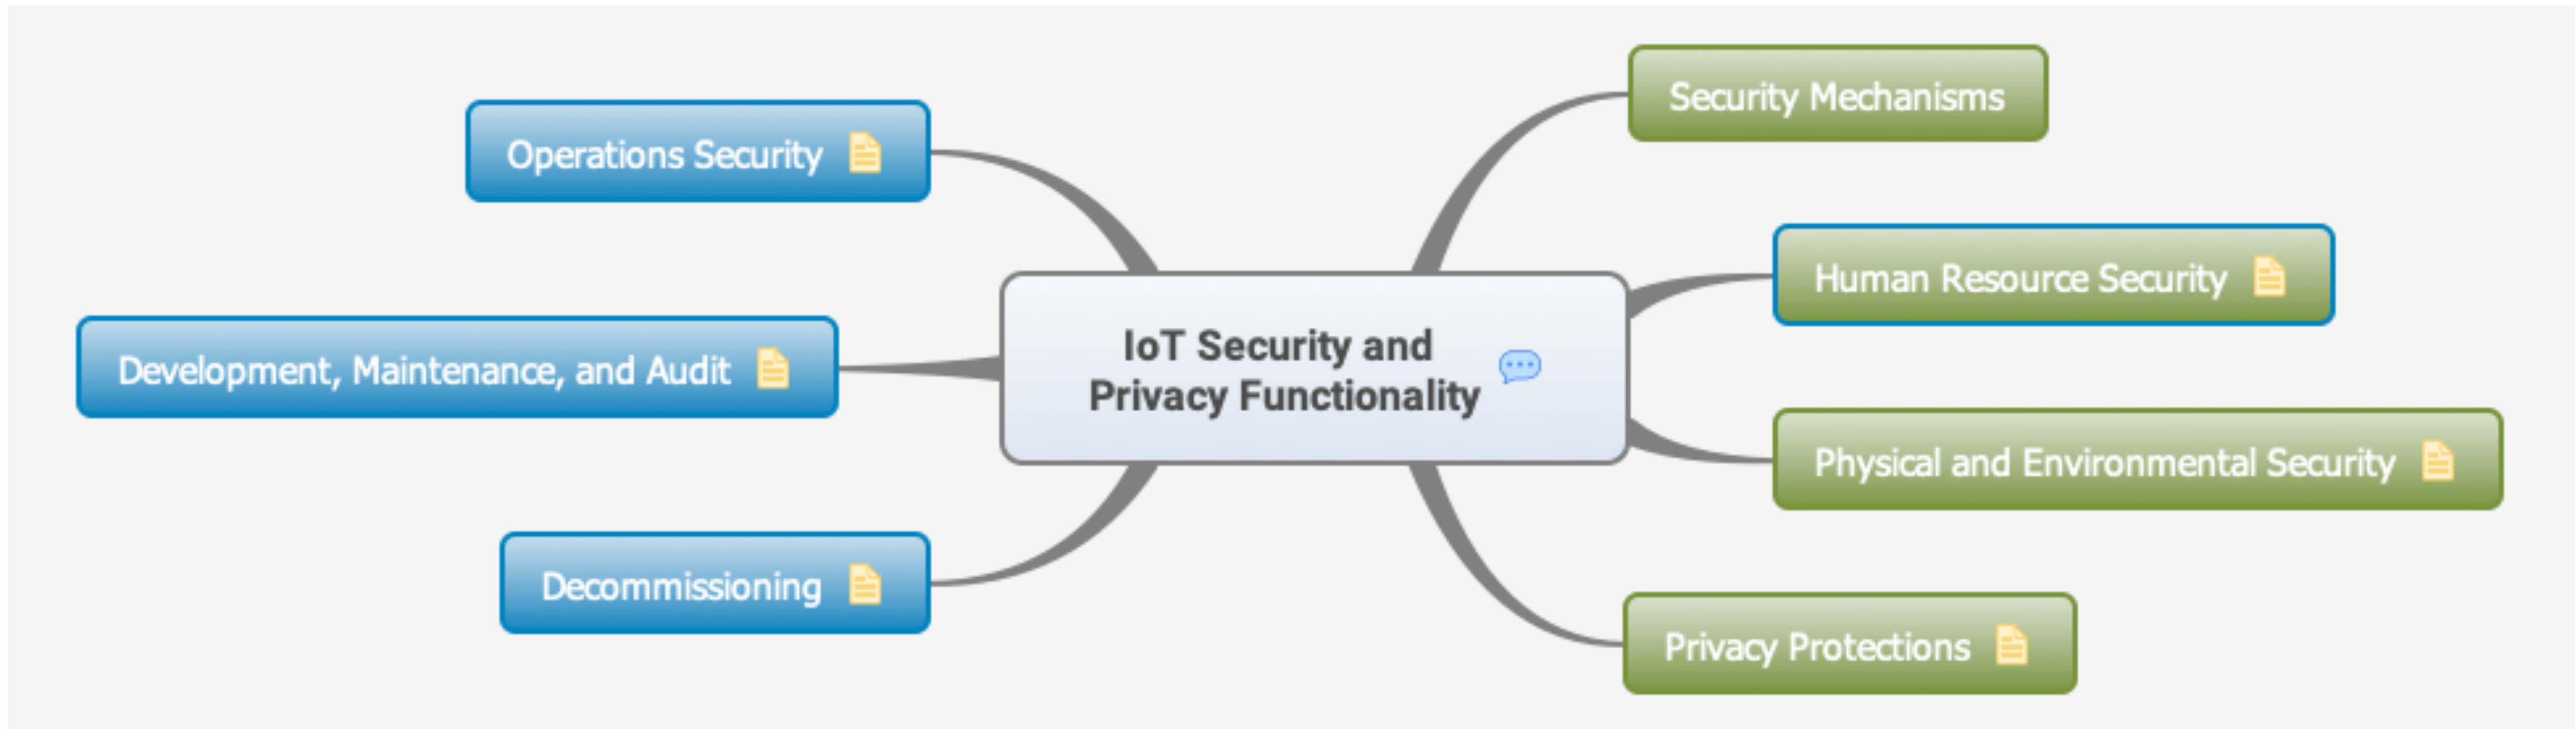 Operations Security
Development, Maintenance, and Audit
Decommissioning
IoT Security and
Privacy Functionality
Security Mechanisms
Human Resource Security
Physical and Environmental Security
Privacy Protections